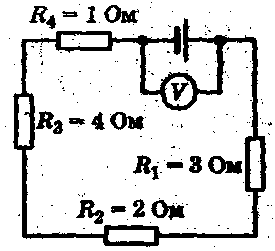 R₄ = 1 Ом
V
R₃ = 4 Ом
R₁ = 3 Ом
R₂ = 2 Ом